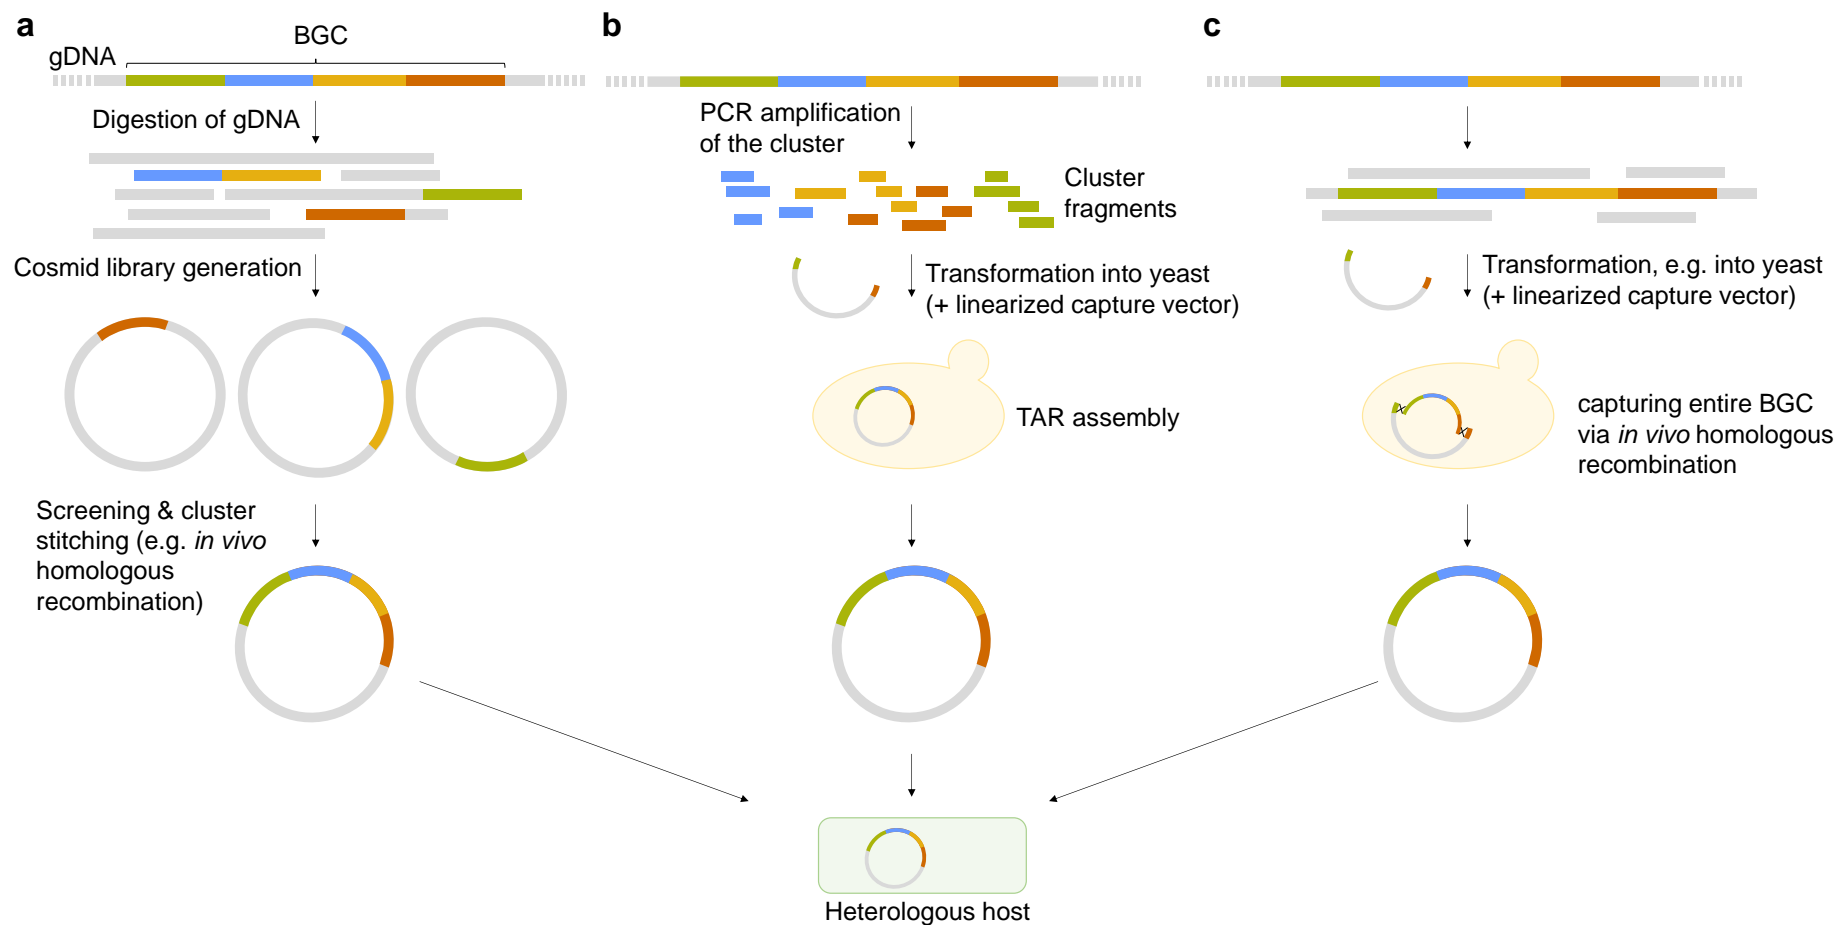 a
BGC
gDNA
Digestion of gDNA
Cosmid library generation
Screening & cluster
stitching (e.g. in vivo
homologous
recombination)
b
PCR amplification
of the cluster
Cluster
fragments
Transformation into yeast
(+ linearized capture vector)
TAR assembly
c
Transformation, e.g. into yeast
(+ linearized capture vector)
x
x
capturing entire BGC
via in vivo homologous
recombination
Heterologous host